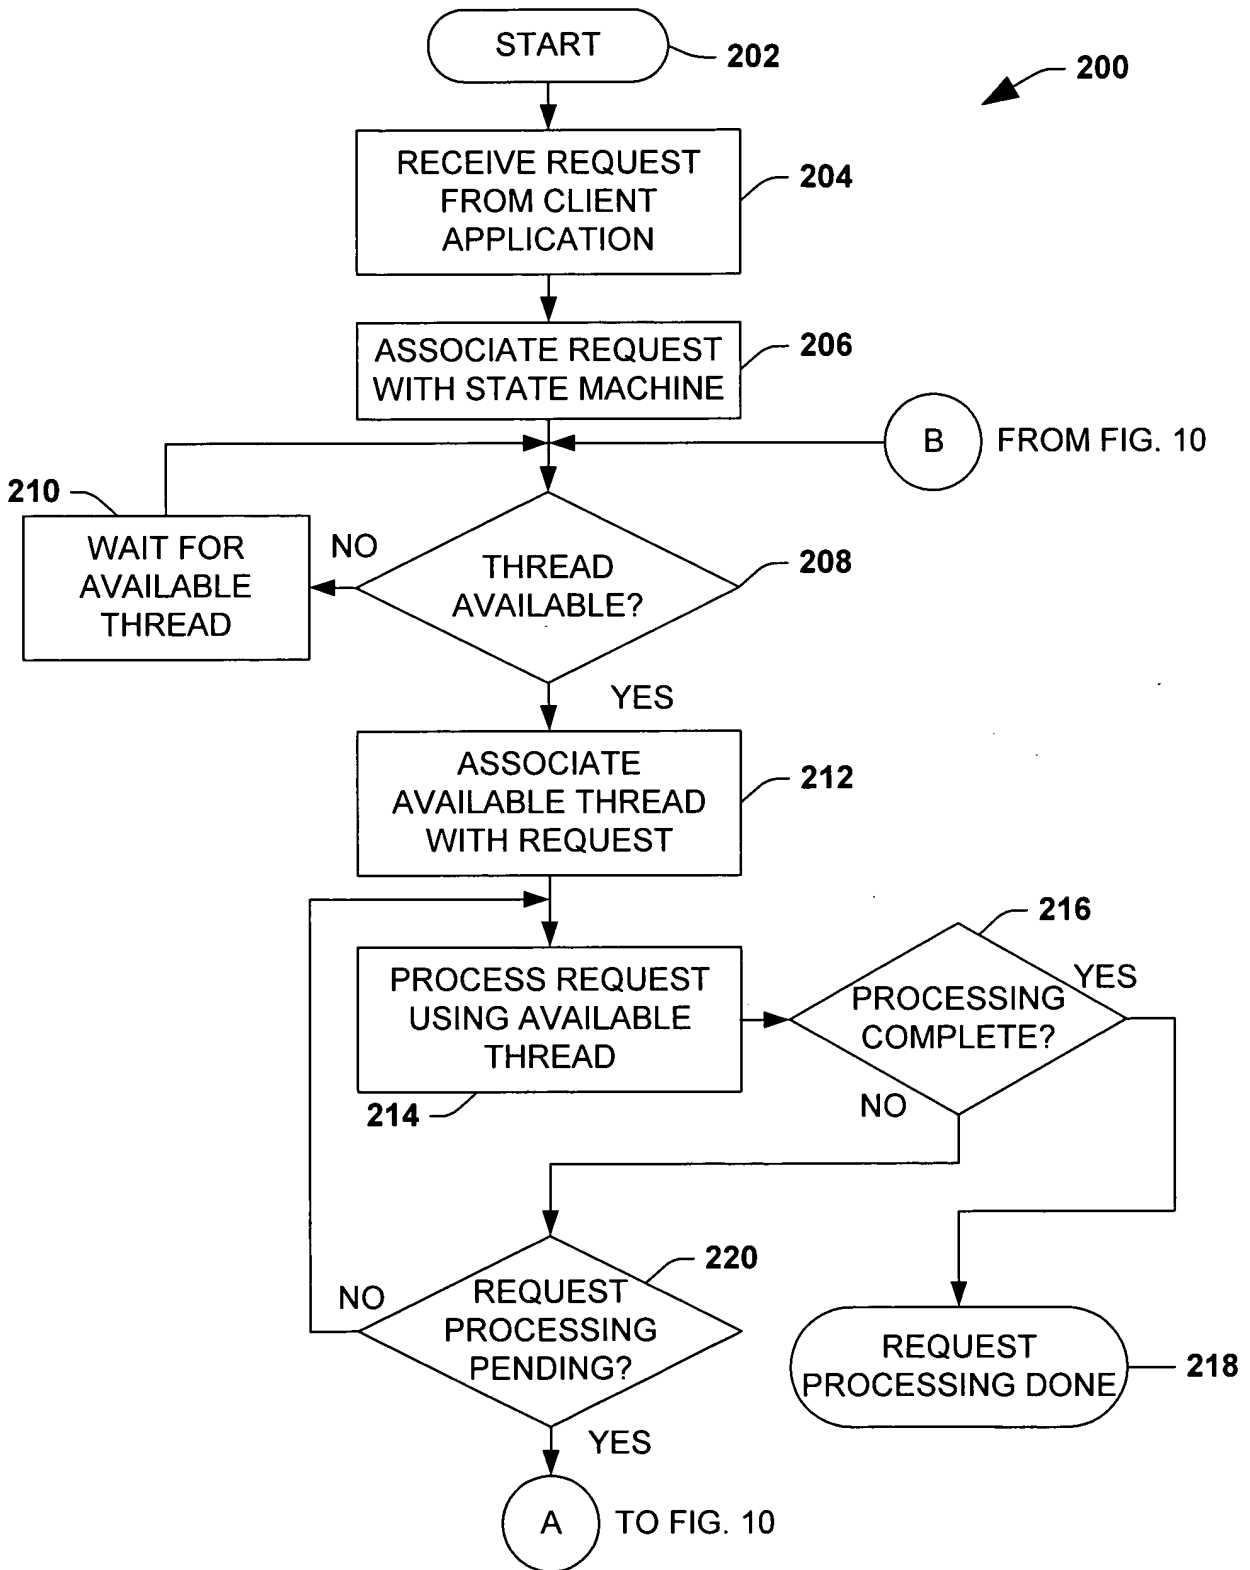 START
202
200
RECEIVE REQUEST
FROM CLIENT
APPLICATION
204
ASSOCIATE REQUEST
WITH STATE MACHINE
206
B
FROM FIG. 10
210
WAIT FOR
AVAILABLE
THREAD
NO
THREAD
AVAILABLE?
208
YES
ASSOCIATE
AVAILABLE THREAD
WITH REQUEST
212
PROCESS REQUEST
USING AVAILABLE
THREAD
214
216
PROCESSING
COMPLETE?
YES
NO
220
REQUEST
PROCESSING
PENDING?
NO
YES
REQUEST
PROCESSING DONE
218
A
TO FIG. 10